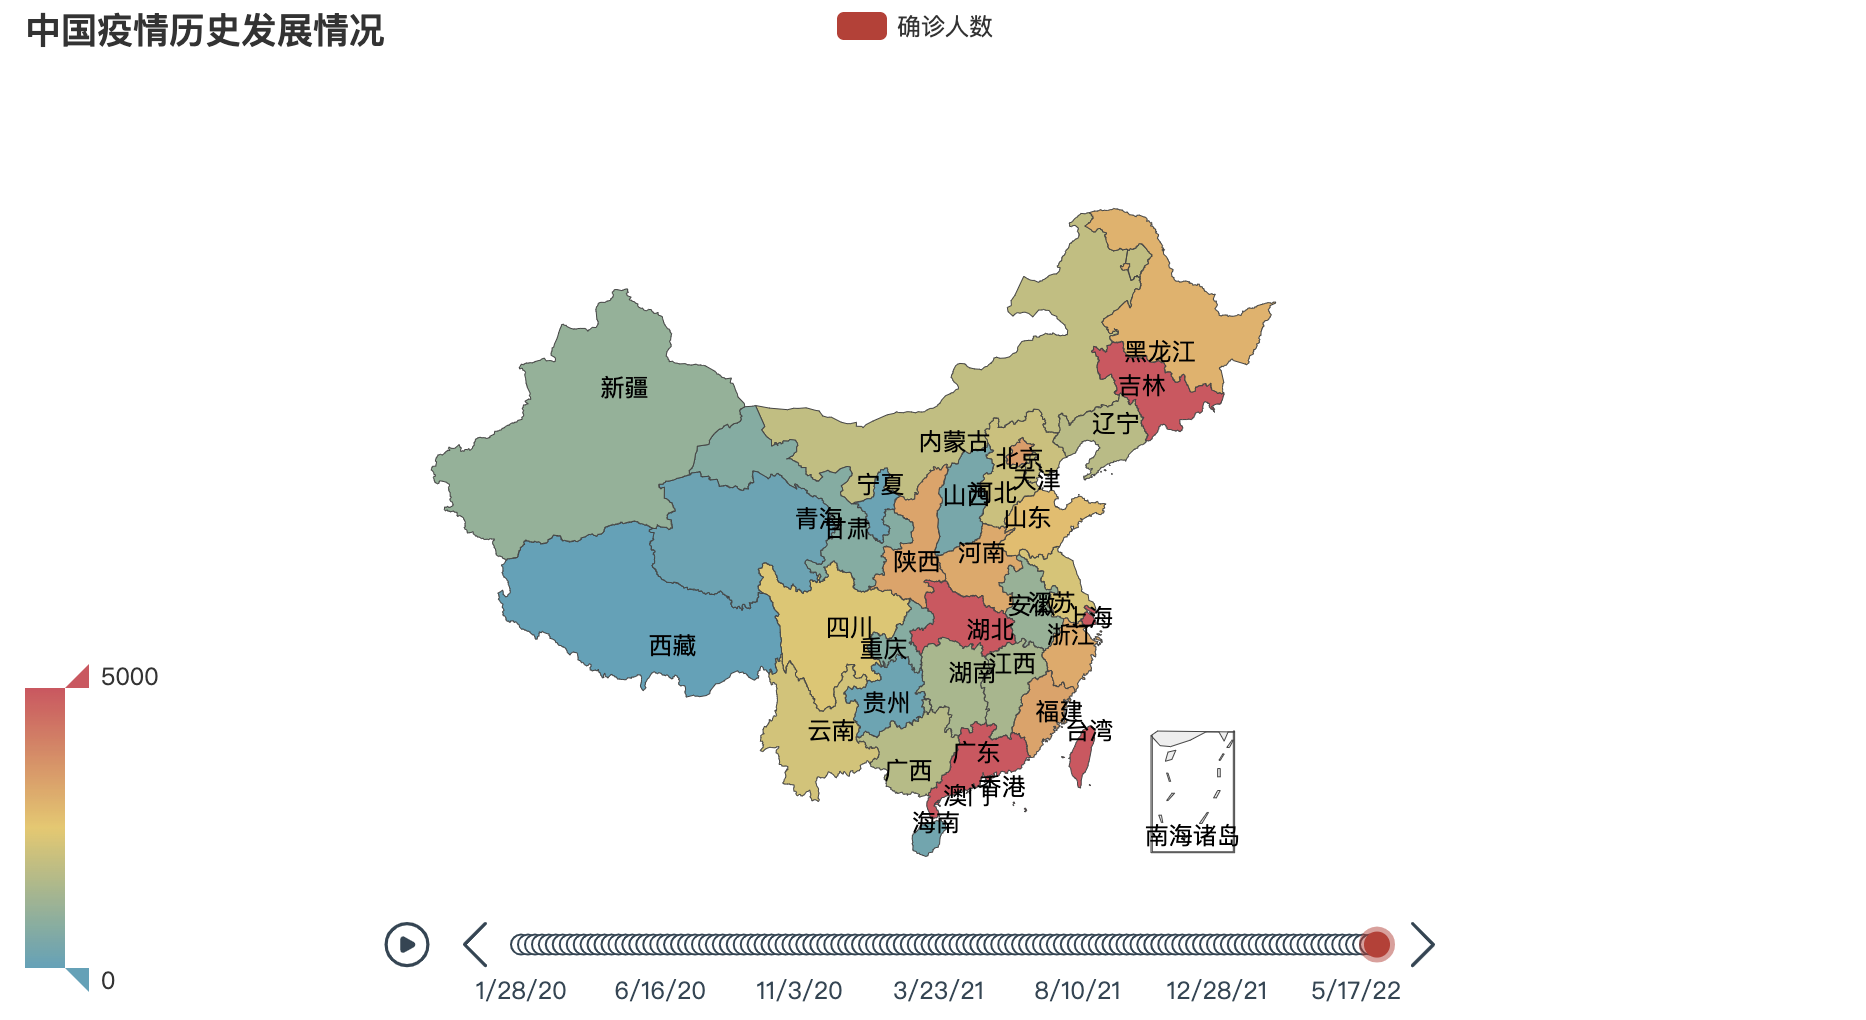 中国疫情历史发展情况
确诊人数
黑龙江
吉林
新疆
辽宁
内蒙古
北京
天津
宁夏
山西
河北
青海
甘肃
山东
陕西
河南
安徽
江苏
上海
四川
湖北
浙江
西藏
重庆
湖南
江西
贵州
福建
云南
台湾
广东
广西
香港
澳门
海南
南海诸岛
5000
0
1/28/20
6/16/20
11/3/20
3/23/21
8/10/21
12/28/21
5/17/22